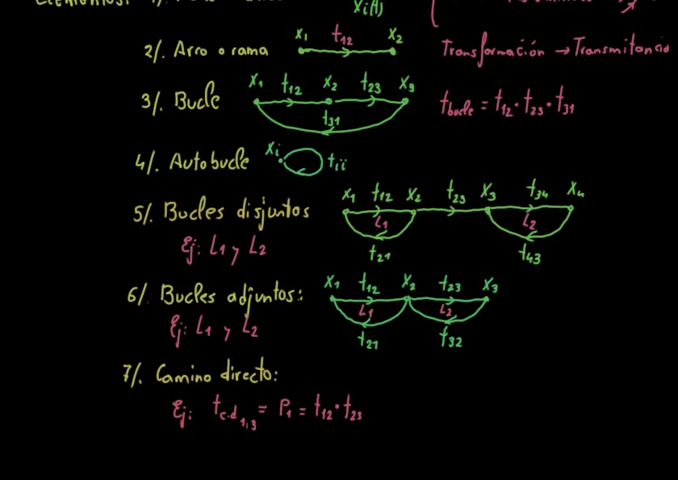 Xi(t)
2/. Arco o rama X1 t12 X2 Transformación → Transmitancia
3/. Bucle X1 t12 X2 t23 X3 t31 tbucle = t12·t23·t31
4/. Autobucle Xi tii
5/. Bucles disjuntos X1 t12 X2 t23 X3 t34 X4
Ej: L1 y L2 L1 t21 L2 t43
6/. Bucles adjuntos: X1 t12 X2 t23 X3
Ej: L1 y L2 L1 t21 L2 t32
7/. Camino directo:
Ej: tc.d1,3 = P1 = t12·t23